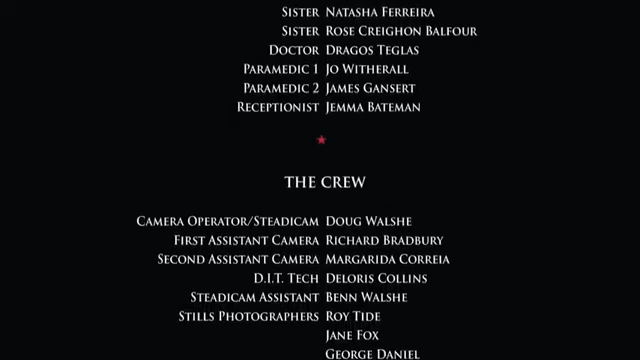 Sister Natasha Ferreira
Sister Rose Creighon Balfour
Doctor Dragos Teglas
Paramedic 1 Jo Witherall
Paramedic 2 James Gansert
Receptionist Jemma Bateman
The Crew
Camera Operator/Steadicam Doug Walshe
First Assistant Camera Richard Bradbury
Second Assistant Camera Margarida Correia
D.I.T. Tech Deloris Collins
Steadicam Assistant Benn Walshe
Stills Photographers Roy Tide
Jane Fox
George Daniel